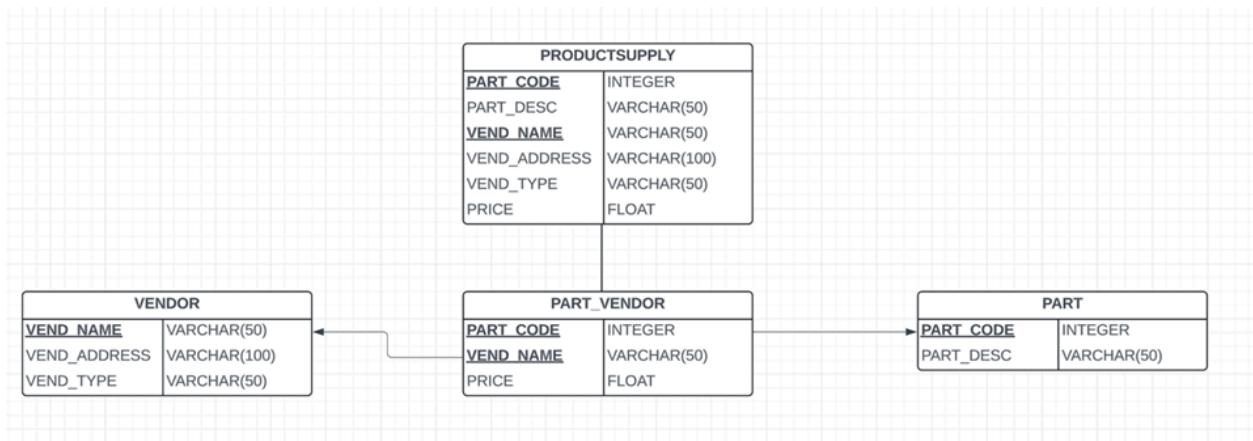 PRODUCTSUPPLY
PART_CODE INTEGER
PART_DESC VARCHAR(50)
VEND_NAME VARCHAR(50)
VEND_ADDRESS VARCHAR(100)
VEND_TYPE VARCHAR(50)
PRICE FLOAT
VENDOR
VEND_NAME VARCHAR(50)
VEND_ADDRESS VARCHAR(100)
VEND_TYPE VARCHAR(50)
PART_VENDOR
PART_CODE INTEGER
VEND_NAME VARCHAR(50)
PRICE FLOAT
PART
PART_CODE INTEGER
PART_DESC VARCHAR(50)